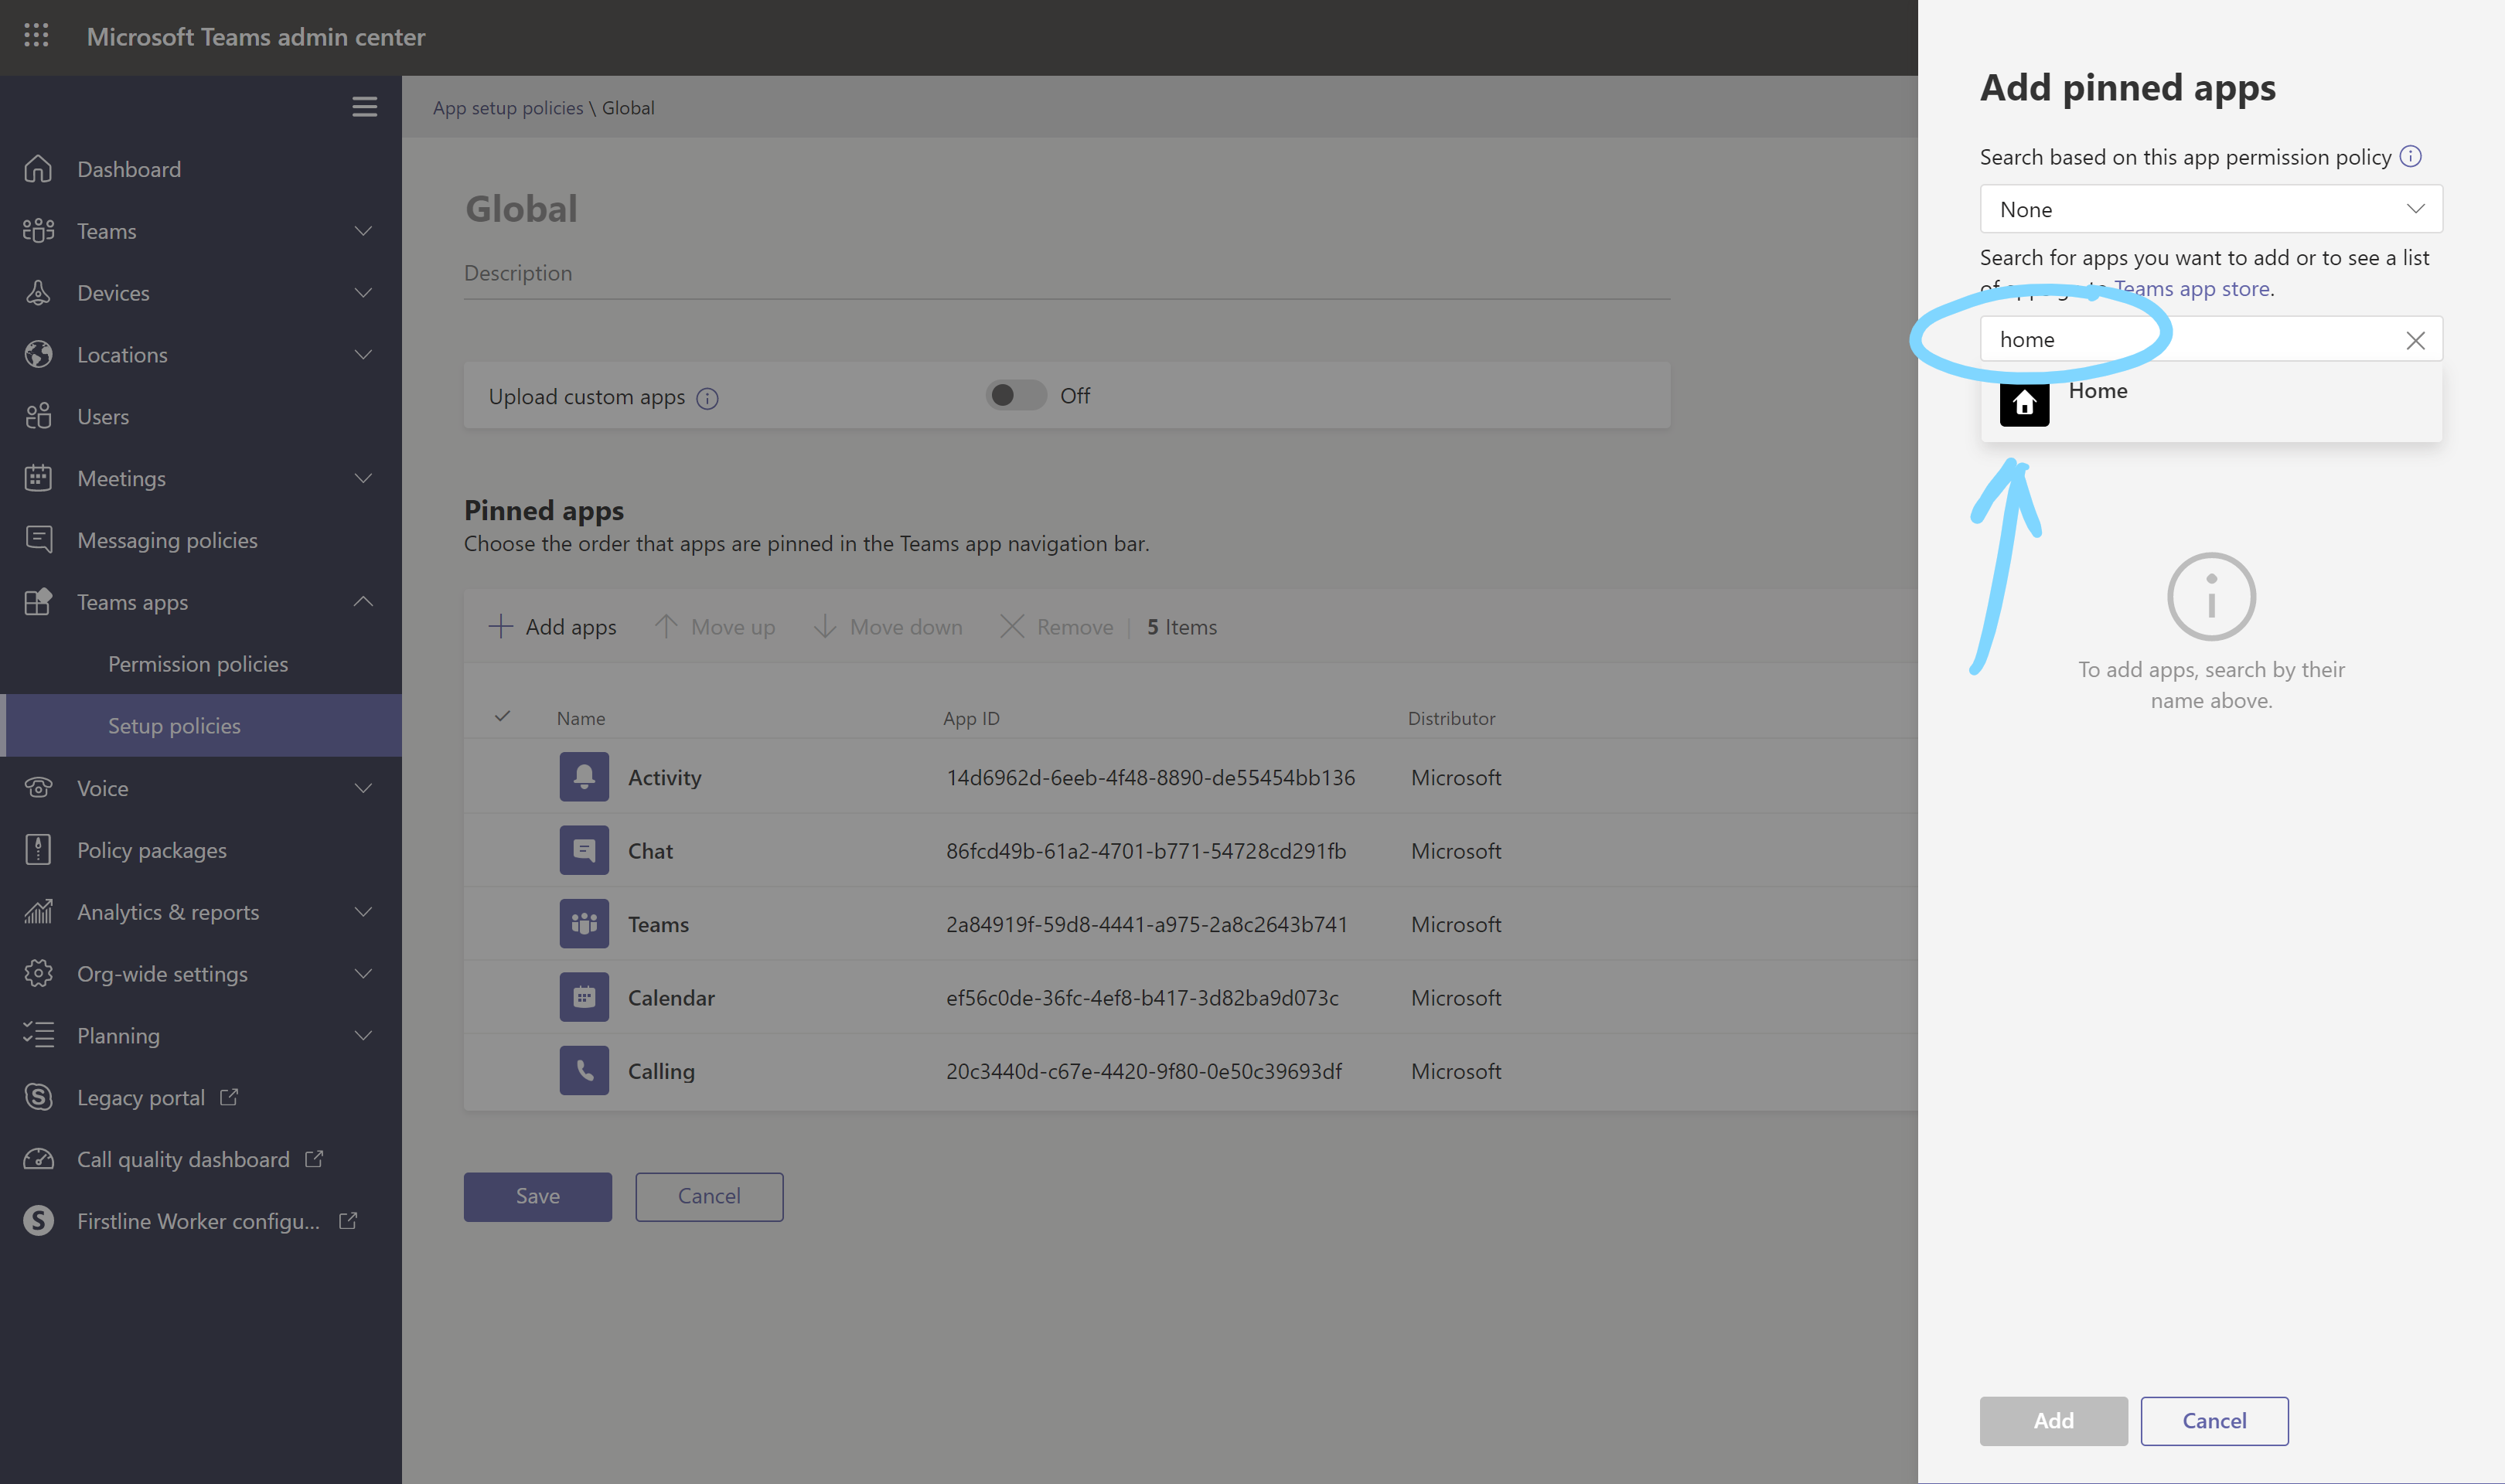 Microsoft Teams admin center
Dashboard
Teams
Devices
Locations
Users
Meetings
Messaging policies
Teams apps
Permission policies
Setup policies
Voice
Policy packages
Analytics & reports
Org-wide settings
Planning
Legacy portal
Call quality dashboard
Firstline Worker configu...
App setup policies \ Global
Global
Description
Upload custom apps
Off
Pinned apps
Choose the order that apps are pinned in the Teams app navigation bar.
Add apps Move up Move down Remove | 5 Items
Name App ID Distributor
Activity 14d6962d-6eeb-4f48-8890-de55454bb136 Microsoft
Chat 86fcd49b-61a2-4701-b771-54728cd291fb Microsoft
Teams 2a84919f-59d8-4441-a975-2a8c2643b741 Microsoft
Calendar ef56c0de-36fc-4ef8-b417-3d82ba9d073c Microsoft
Calling 20c3440d-c67e-4420-9f80-0e50c39693df Microsoft
Save Cancel
Add pinned apps
Search based on this app permission policy
None
Search for apps you want to add or to see a list
of Teams app store.
home
Home
To add apps, search by their
name above.
Add Cancel